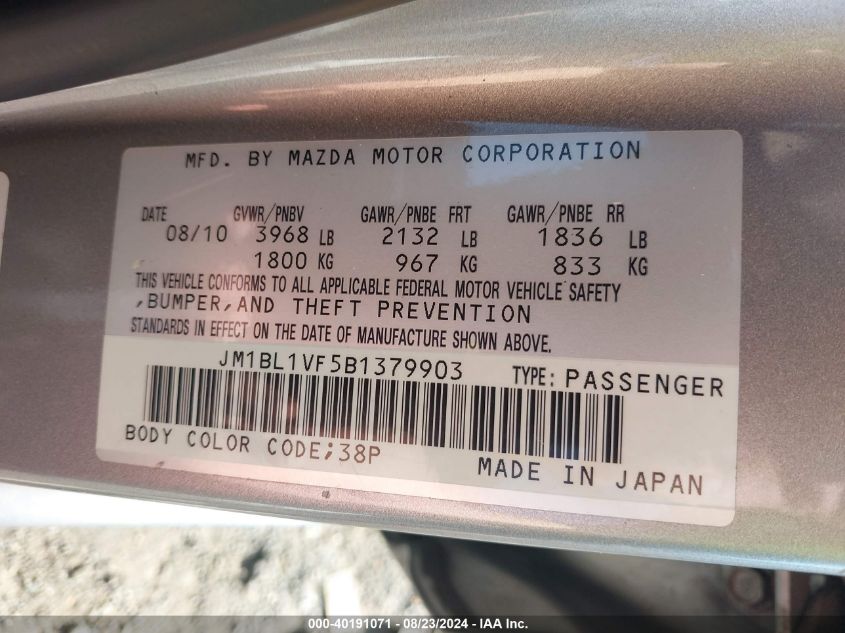 MFD. BY MAZDA MOTOR CORPORATION
DATE GVWR/PNBV GAWR/PNBE FRT GAWR/PNBE RR
08/10 3968 LB 2132 LB 1836 LB
1800 KG 967 KG 833 KG
THIS VEHICLE CONFORMS TO ALL APPLICABLE FEDERAL MOTOR VEHICLE SAFETY
,BUMPER,AND THEFT PREVENTION
STANDARDS IN EFFECT ON THE DATE OF MANUFACTURE SHOWN ABOVE.
JM1BL1VF5B1379903 TYPE: PASSENGER
BODY COLOR CODE;38P
MADE IN JAPAN
000-40191071 - 08/23/2024 - IAA Inc.